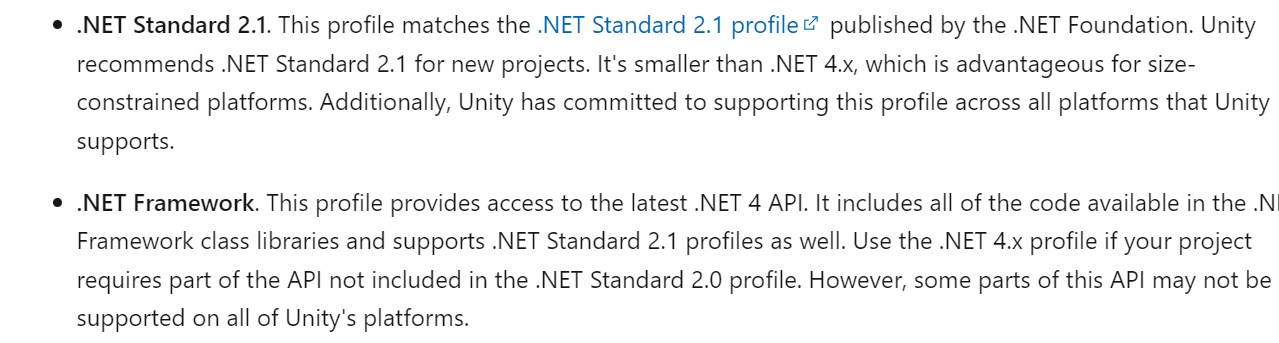 • .NET Standard 2.1. This profile matches the .NET Standard 2.1 profile published by the .NET Foundation. Unity
recommends .NET Standard 2.1 for new projects. It's smaller than .NET 4.x, which is advantageous for size-
constrained platforms. Additionally, Unity has committed to supporting this profile across all platforms that Unity
supports.
• .NET Framework. This profile provides access to the latest .NET 4 API. It includes all of the code available in the
Framework class libraries and supports .NET Standard 2.1 profiles as well. Use the .NET 4.x profile if your project
requires part of the API not included in the .NET Standard 2.0 profile. However, some parts of this API may not be
supported on all of Unity's platforms.